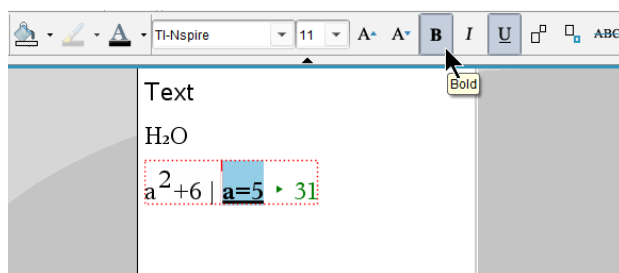 A TI-Nspire 11 A A B I U ABC
Bold
Text
H₂O
a²+6 | a=5 ▸ 31